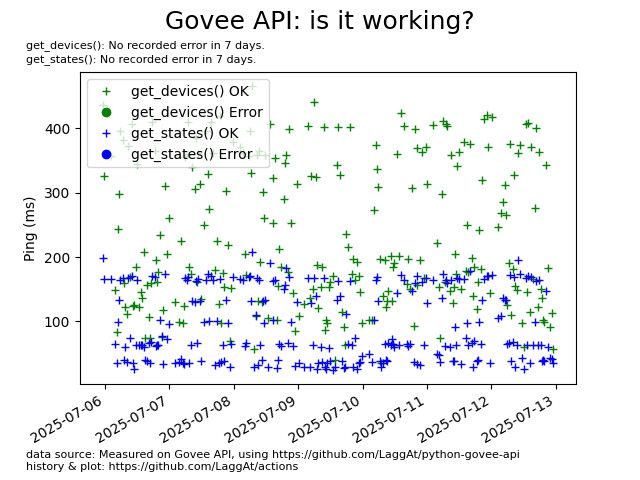 Govee API: is it working?
get_devices(): No recorded error in 7 days.
get_states(): No recorded error in 7 days.
get_devices() OK
get_devices() Error
get_states() OK
get_states() Error
Ping (ms)
400
300
200
100
2025-07-06
2025-07-07
2025-07-08
2025-07-09
2025-07-10
2025-07-11
2025-07-12
2025-07-13
data source: Measured on Govee API, using https://github.com/LaggAt/python-govee-api
history & plot: https://github.com/LaggAt/actions